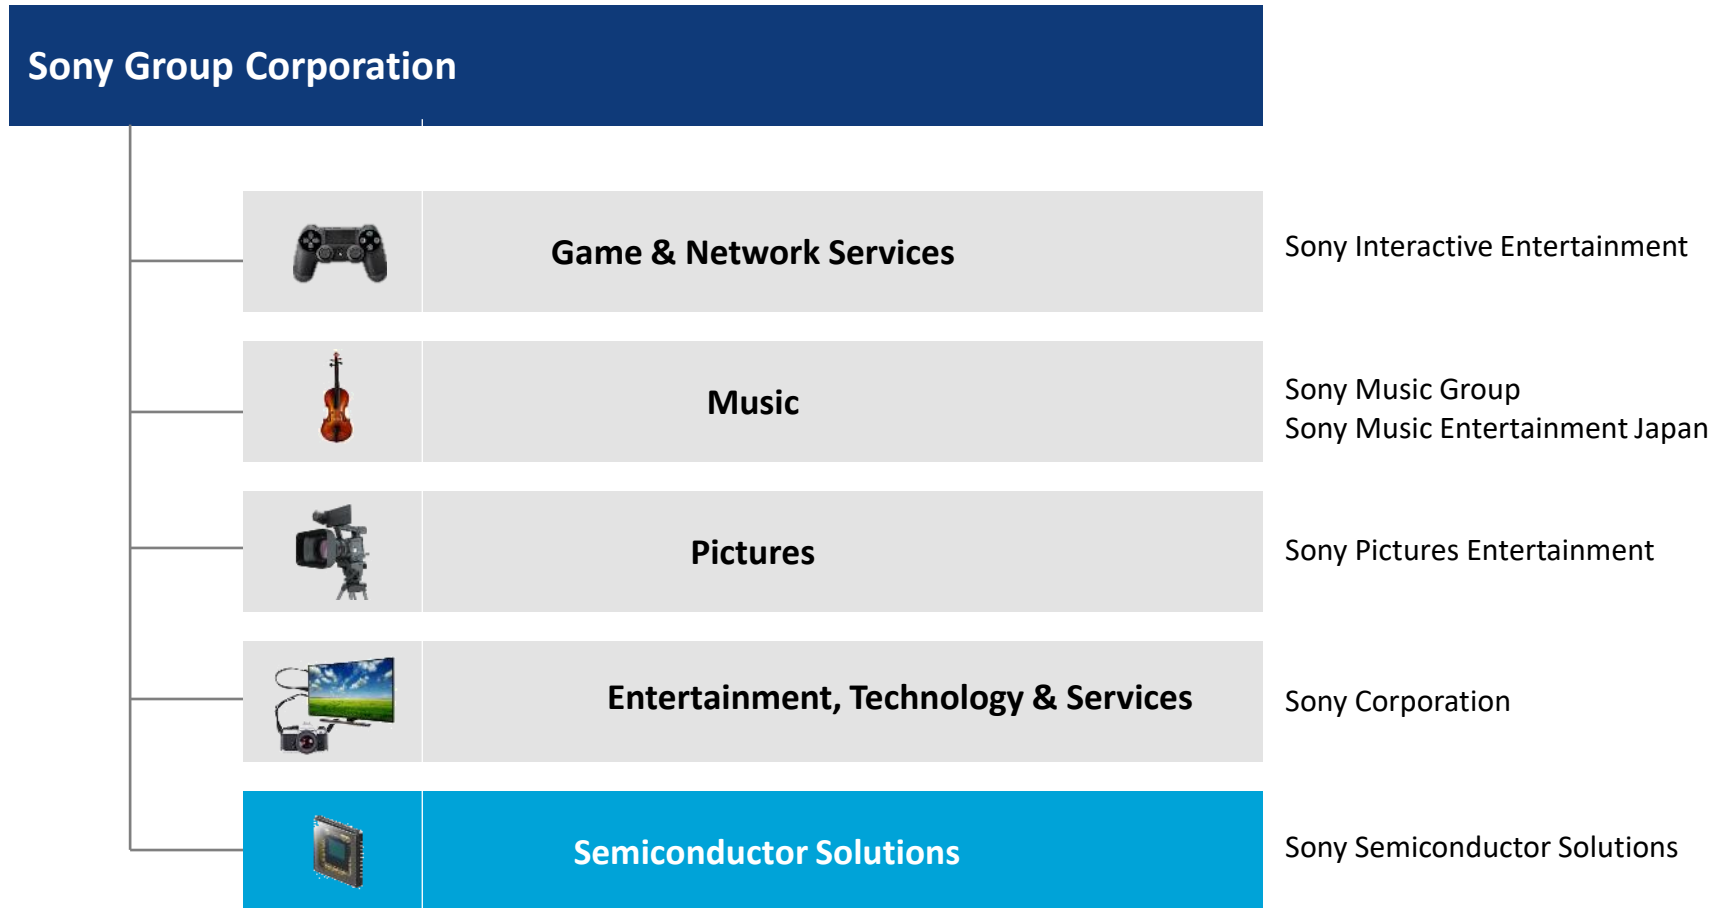 Sony Group Corporation
Game & Network Services
Sony Interactive Entertainment
Music
Sony Music Group
Sony Music Entertainment Japan
Pictures
Sony Pictures Entertainment
Entertainment, Technology & Services
Sony Corporation
Semiconductor Solutions
Sony Semiconductor Solutions